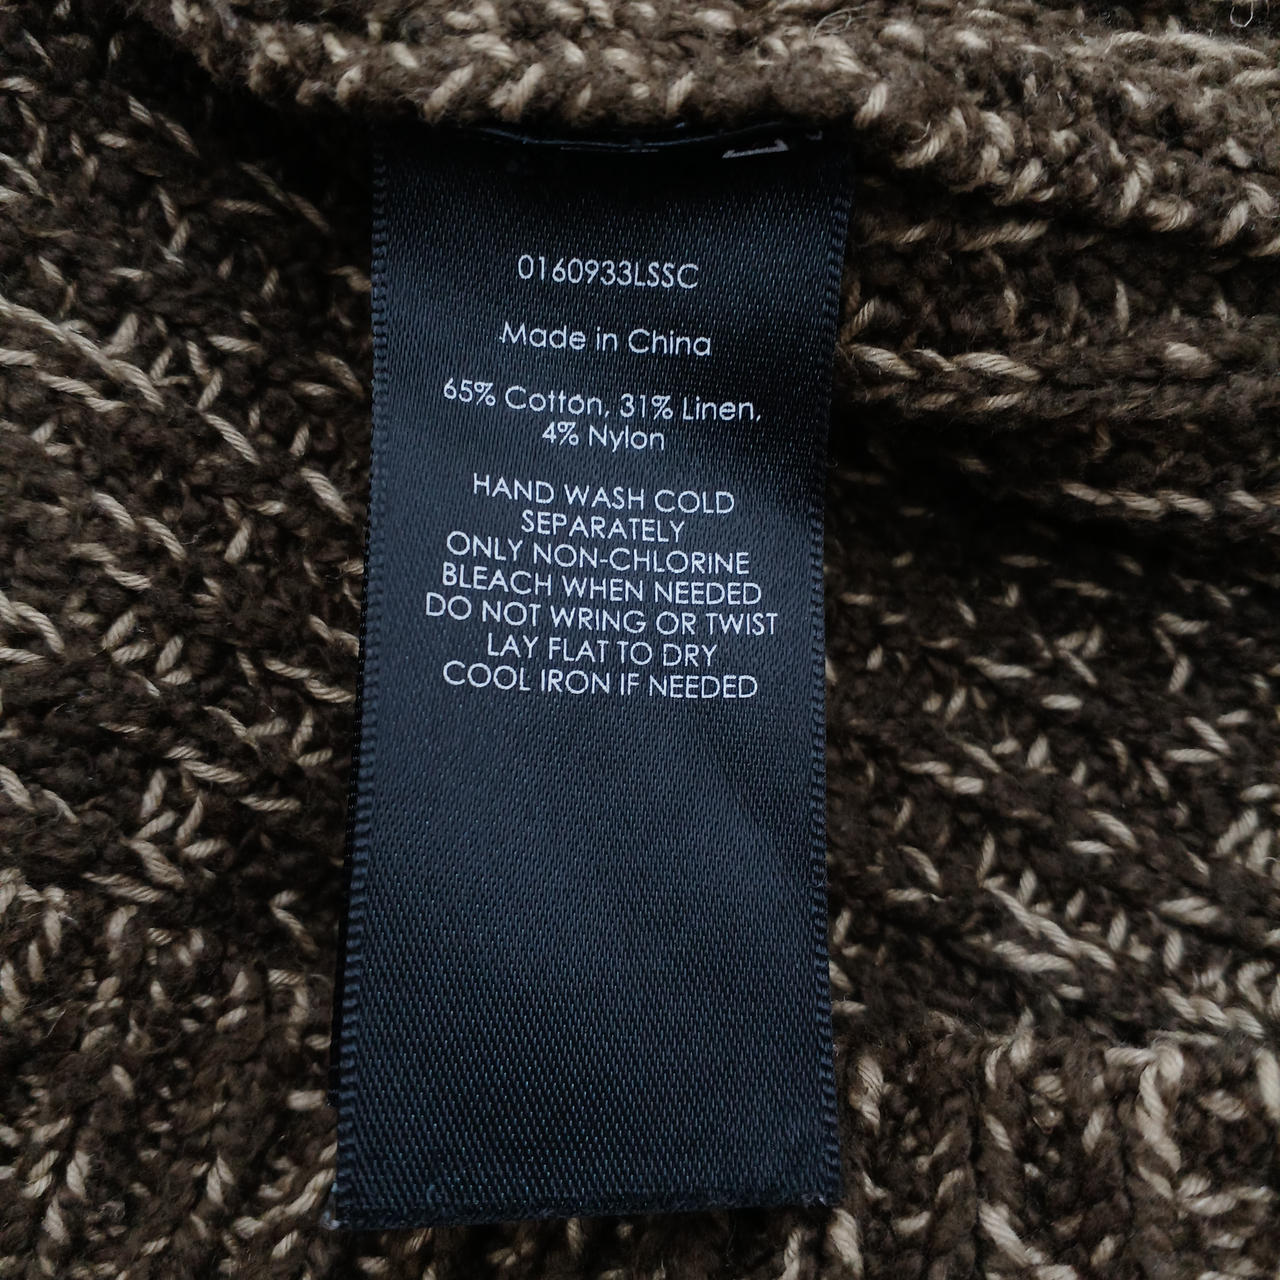 0160933LSSC
Made in China
65% Cotton, 31% Linen,
4% Nylon
HAND WASH COLD
SEPARATELY
ONLY NON-CHLORINE
BLEACH WHEN NEEDED
DO NOT WRING OR TWIST
LAY FLAT TO DRY
COOL IRON IF NEEDED